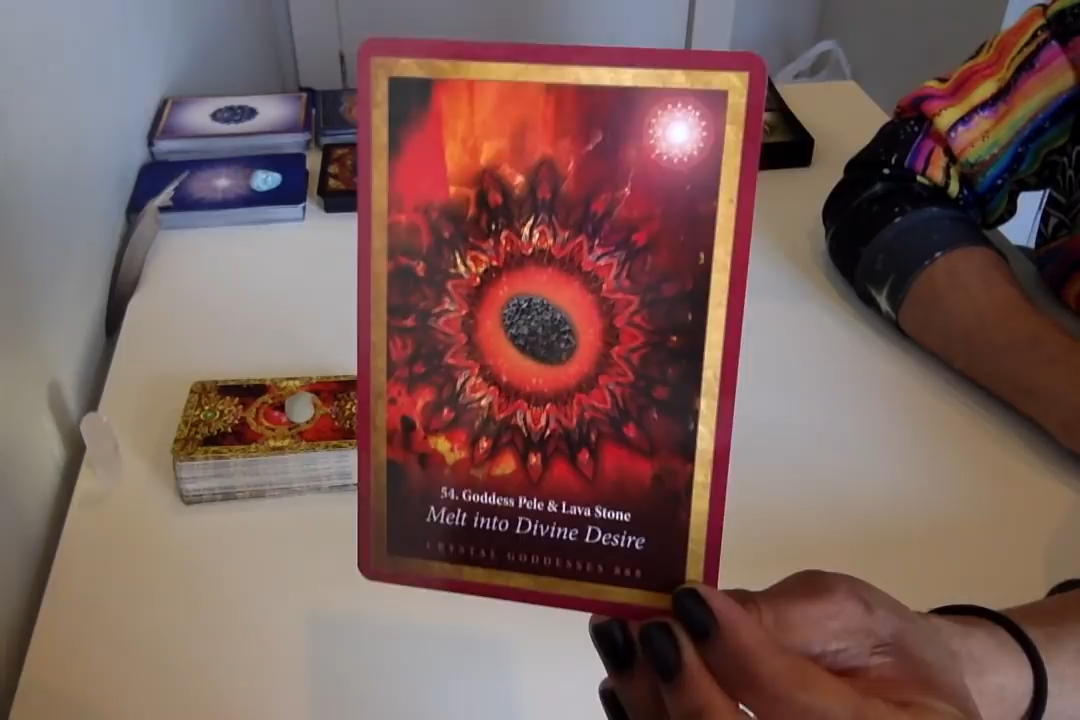 54. Goddess Pele & Lava Stone
Melt into Divine Desire
CRYSTAL GODDESSES 888